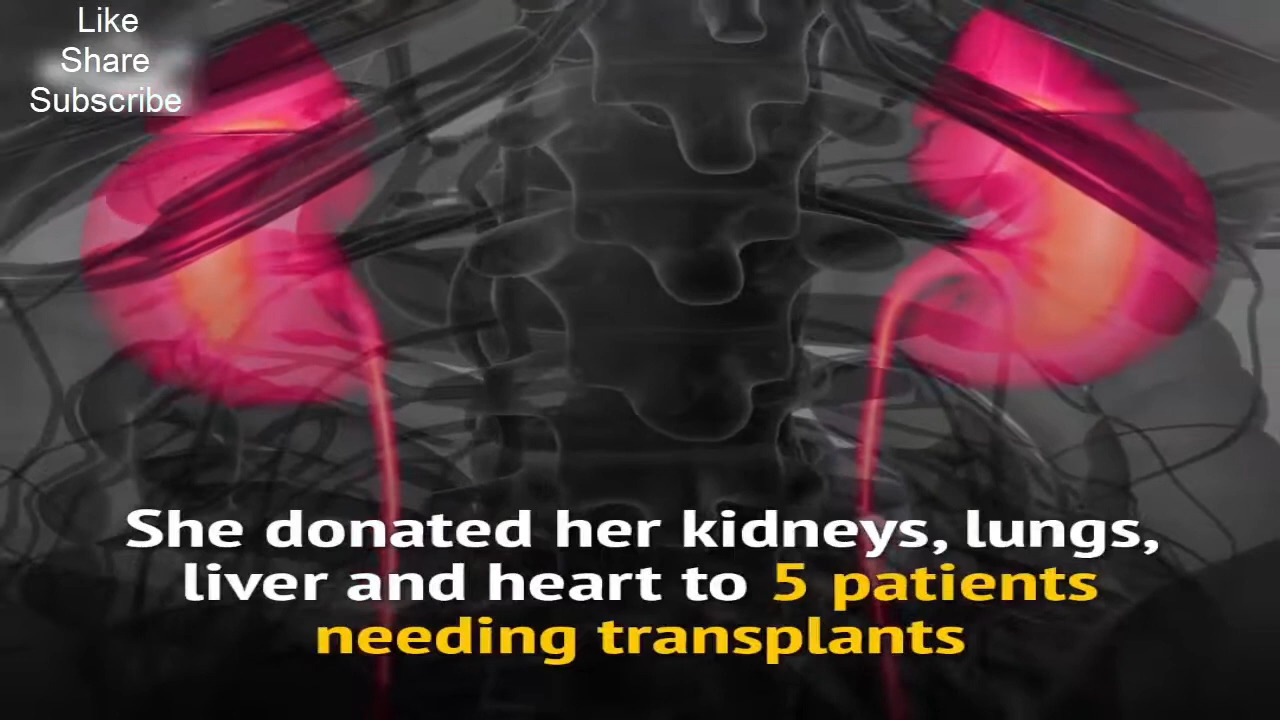 Like
Share
Subscribe
She donated her kidneys, lungs,
liver and heart to 5 patients
needing transplants